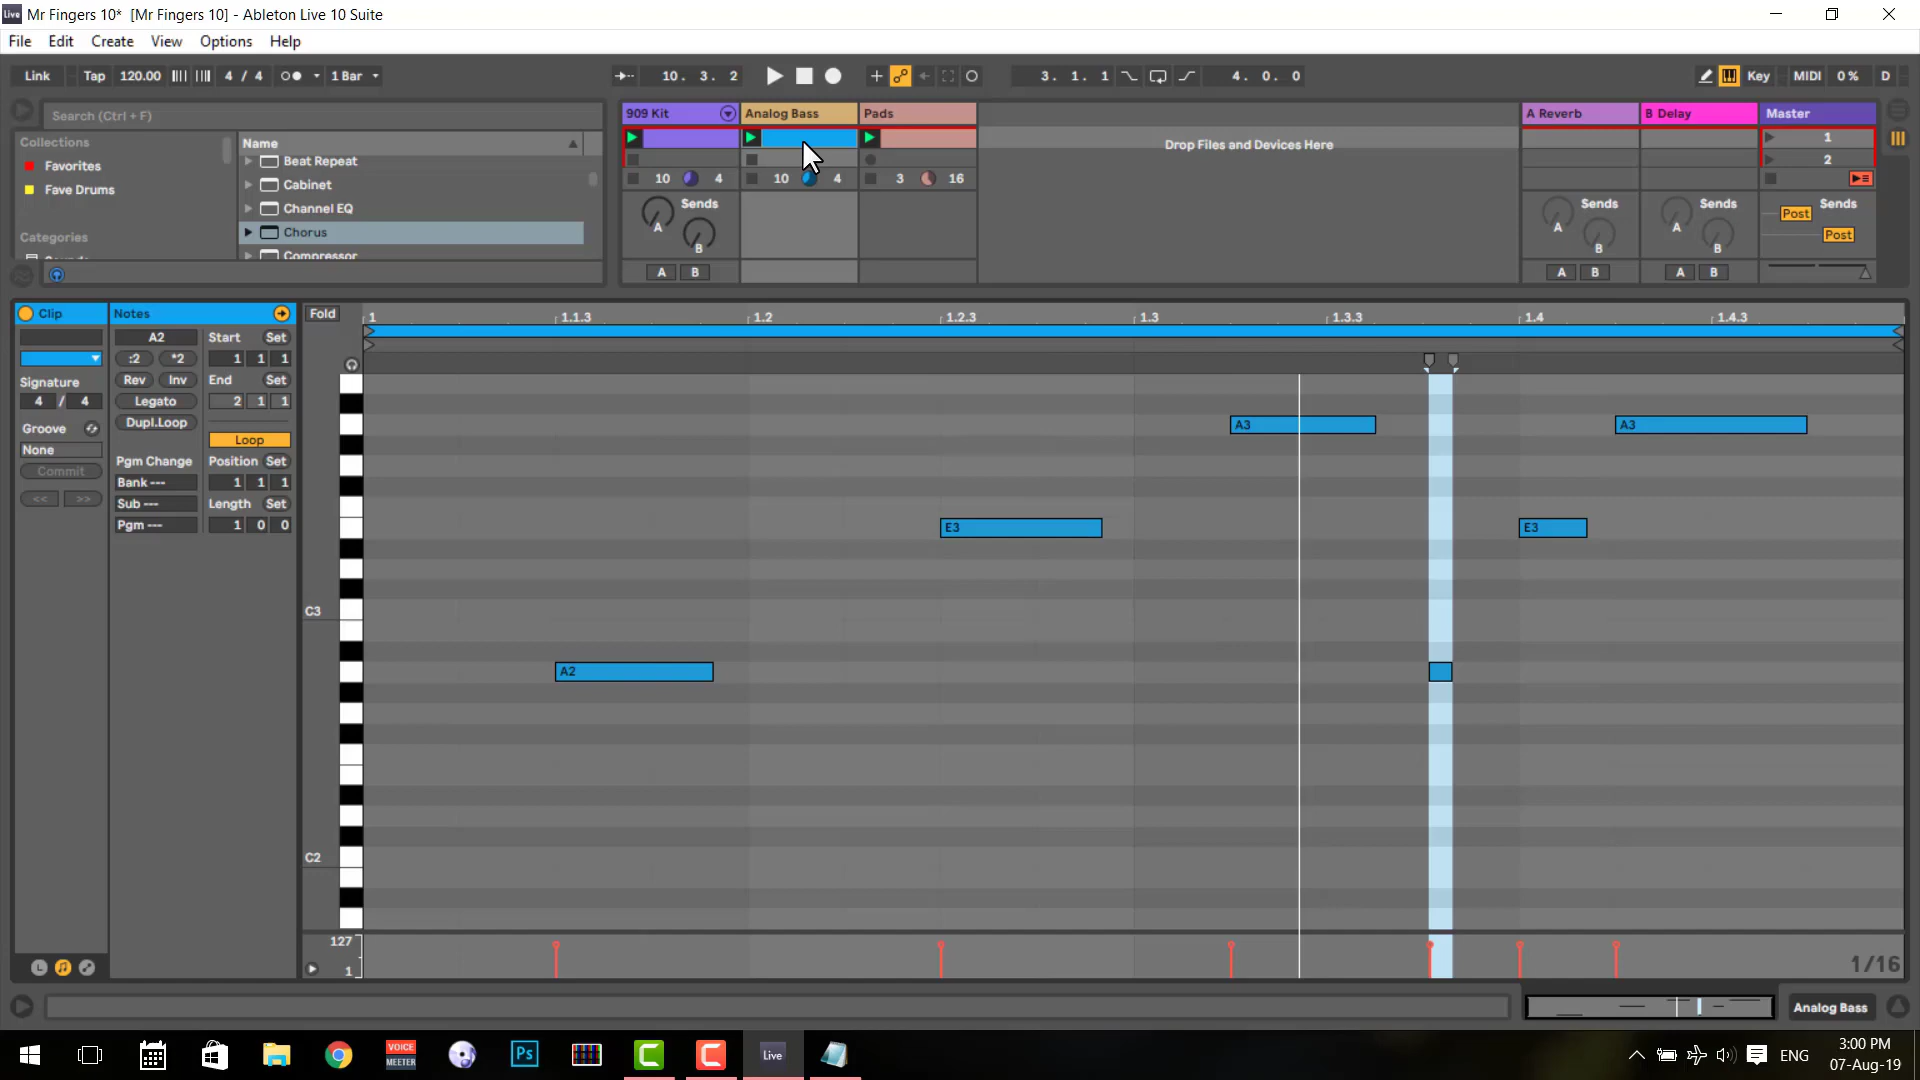 Live Mr Fingers 10* [Mr Fingers 10] - Ableton Live 10 Suite
File Edit Create View Options Help
Link Tap 120.00 4 / 4 1 Bar 10. 3. 2 3. 1. 1 4. 0. 0 Key MIDI 0 % D
Search (Ctrl + F)
Collections
Favorites
Fave Drums
Categories
Name
Beat Repeat
Cabinet
Channel EQ
Chorus
Compressor
909 Kit Analog Bass Pads A Reverb B Delay Master
Drop Files and Devices Here
1
2
10 4 10 4 3 16
Sends Sends Sends Sends
A A A Post
B B B Post
A B A B A B
Clip Notes Fold 1 1.1.3 1.2 1.2.3 1.3 1.3.3 1.4 1.4.3
A2 Start Set
:2 *2 1 1 1
Signature Rev Inv End Set
4 / 4 Legato 2 1 1
Groove Dupl.Loop
None Loop
Commit Pgm Change Position Set
<< >> Bank --- 1 1 1
Sub --- Length Set
Pgm --- 1 0 0
A3 A3
E3 E3
C3
A2
C2
127
1
1/16
Analog Bass
VOICE
MEETER
Ps
Live
ENG
3:00 PM
07-Aug-19